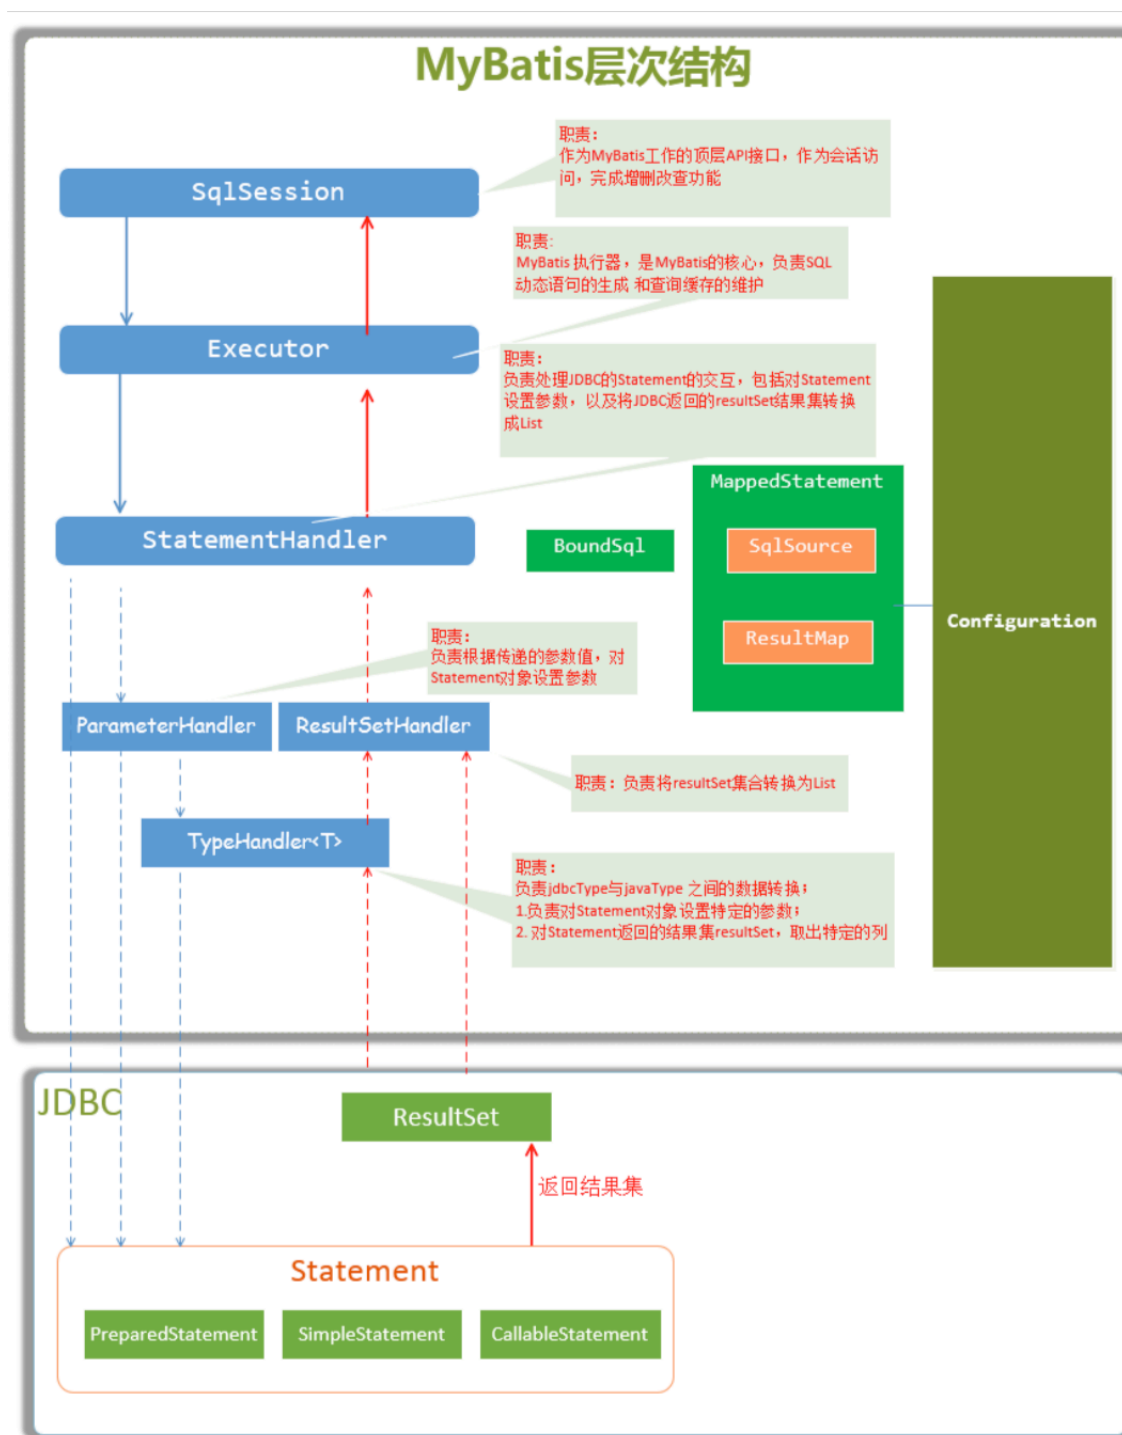 MyBatis层次结构
职责：
作为MyBatis工作的顶层API接口，作为会话访
问，完成增删改查功能
SqlSession
职责:
MyBatis 执行器，是MyBatis的核心，负责SQL
动态语句的生成 和查询缓存的维护
Executor
职责：
负责处理JDBC的Statement的交互，包括对Statement
设置参数，以及将JDBC返回的resultSet结果集转换
成List
StatementHandler
MappedStatement
BoundSql
SqlSource
ResultMap
Configuration
职责：
负责根据传递的参数值，对
Statement对象设置参数
ParameterHandler
ResultSetHandler
职责：负责将resultSet集合转换为List
TypeHandler<T>
职责：
负责jdbcType与javaType 之间的数据转换；
1.负责对Statement对象设置特定的参数；
2. 对Statement返回的结果集resultSet，取出特定的列
JDBC
ResultSet
返回结果集
Statement
PreparedStatement
SimpleStatement
CallableStatement